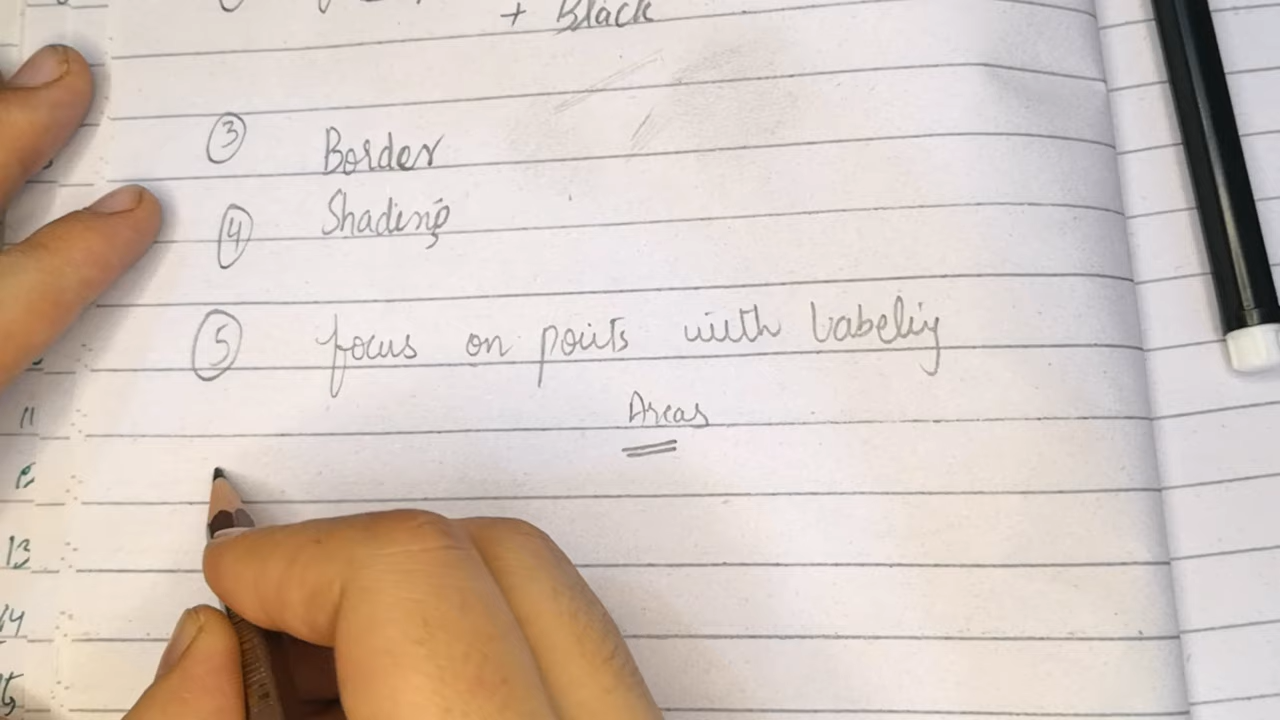 + Black
3 Border
4 Shading
5 focus on points with labeling
Areas
11
13
14
15